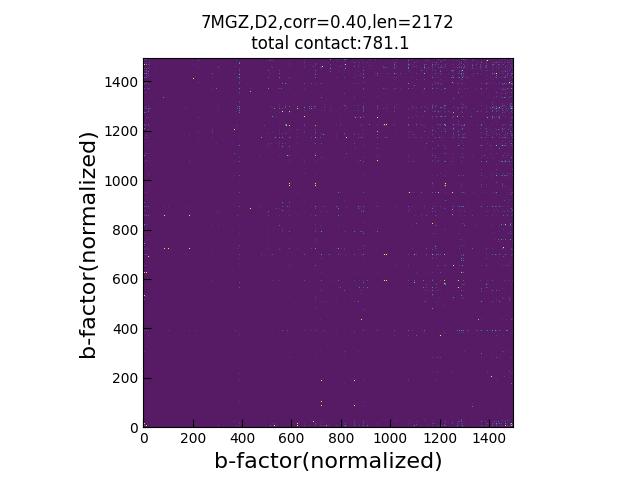 7MGZ,D2,corr=0.40,len=2172
total contact:781.1
b-factor(normalized)
1400
1200
1000
800
600
400
200
0
0 200 400 600 800 1000 1200 1400
b-factor(normalized)